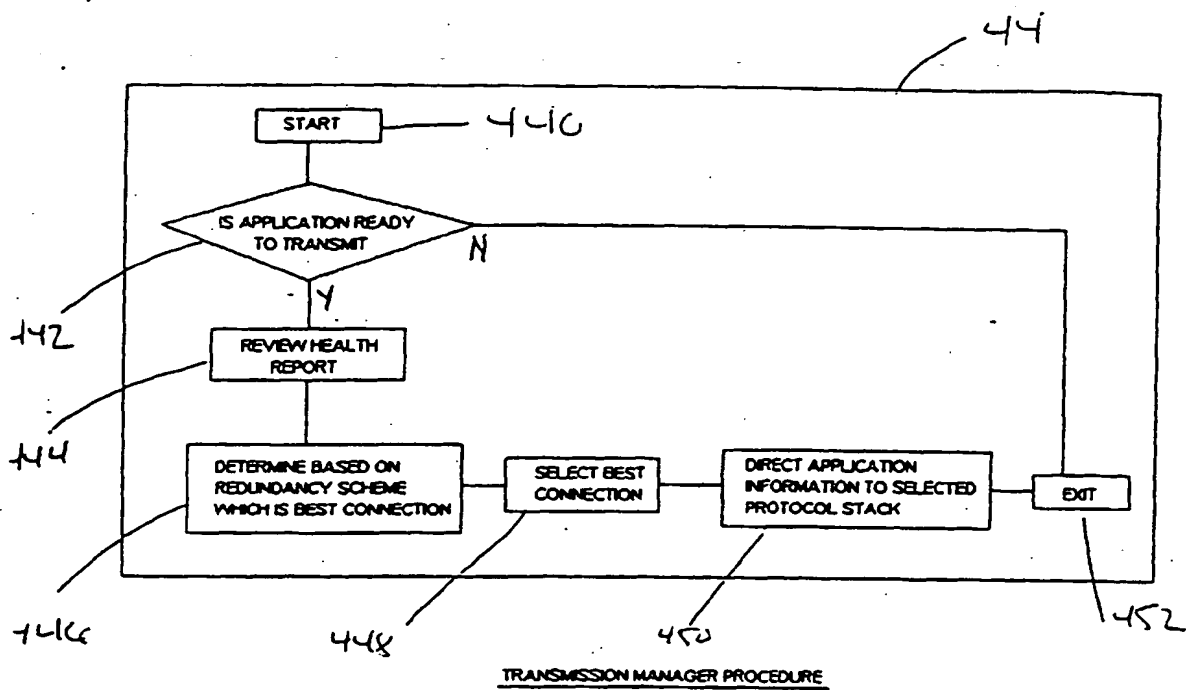 44
START
440
IS APPLICATION READY
TO TRANSMIT
N
Y
442
REVIEW HEALTH
REPORT
444
DETERMINE BASED ON
REDUNDANCY SCHEME
WHICH IS BEST CONNECTION
SELECT BEST
CONNECTION
DIRECT APPLICATION
INFORMATION TO SELECTED
PROTOCOL STACK
EXIT
446
448
450
452
TRANSMISSION MANAGER PROCEDURE